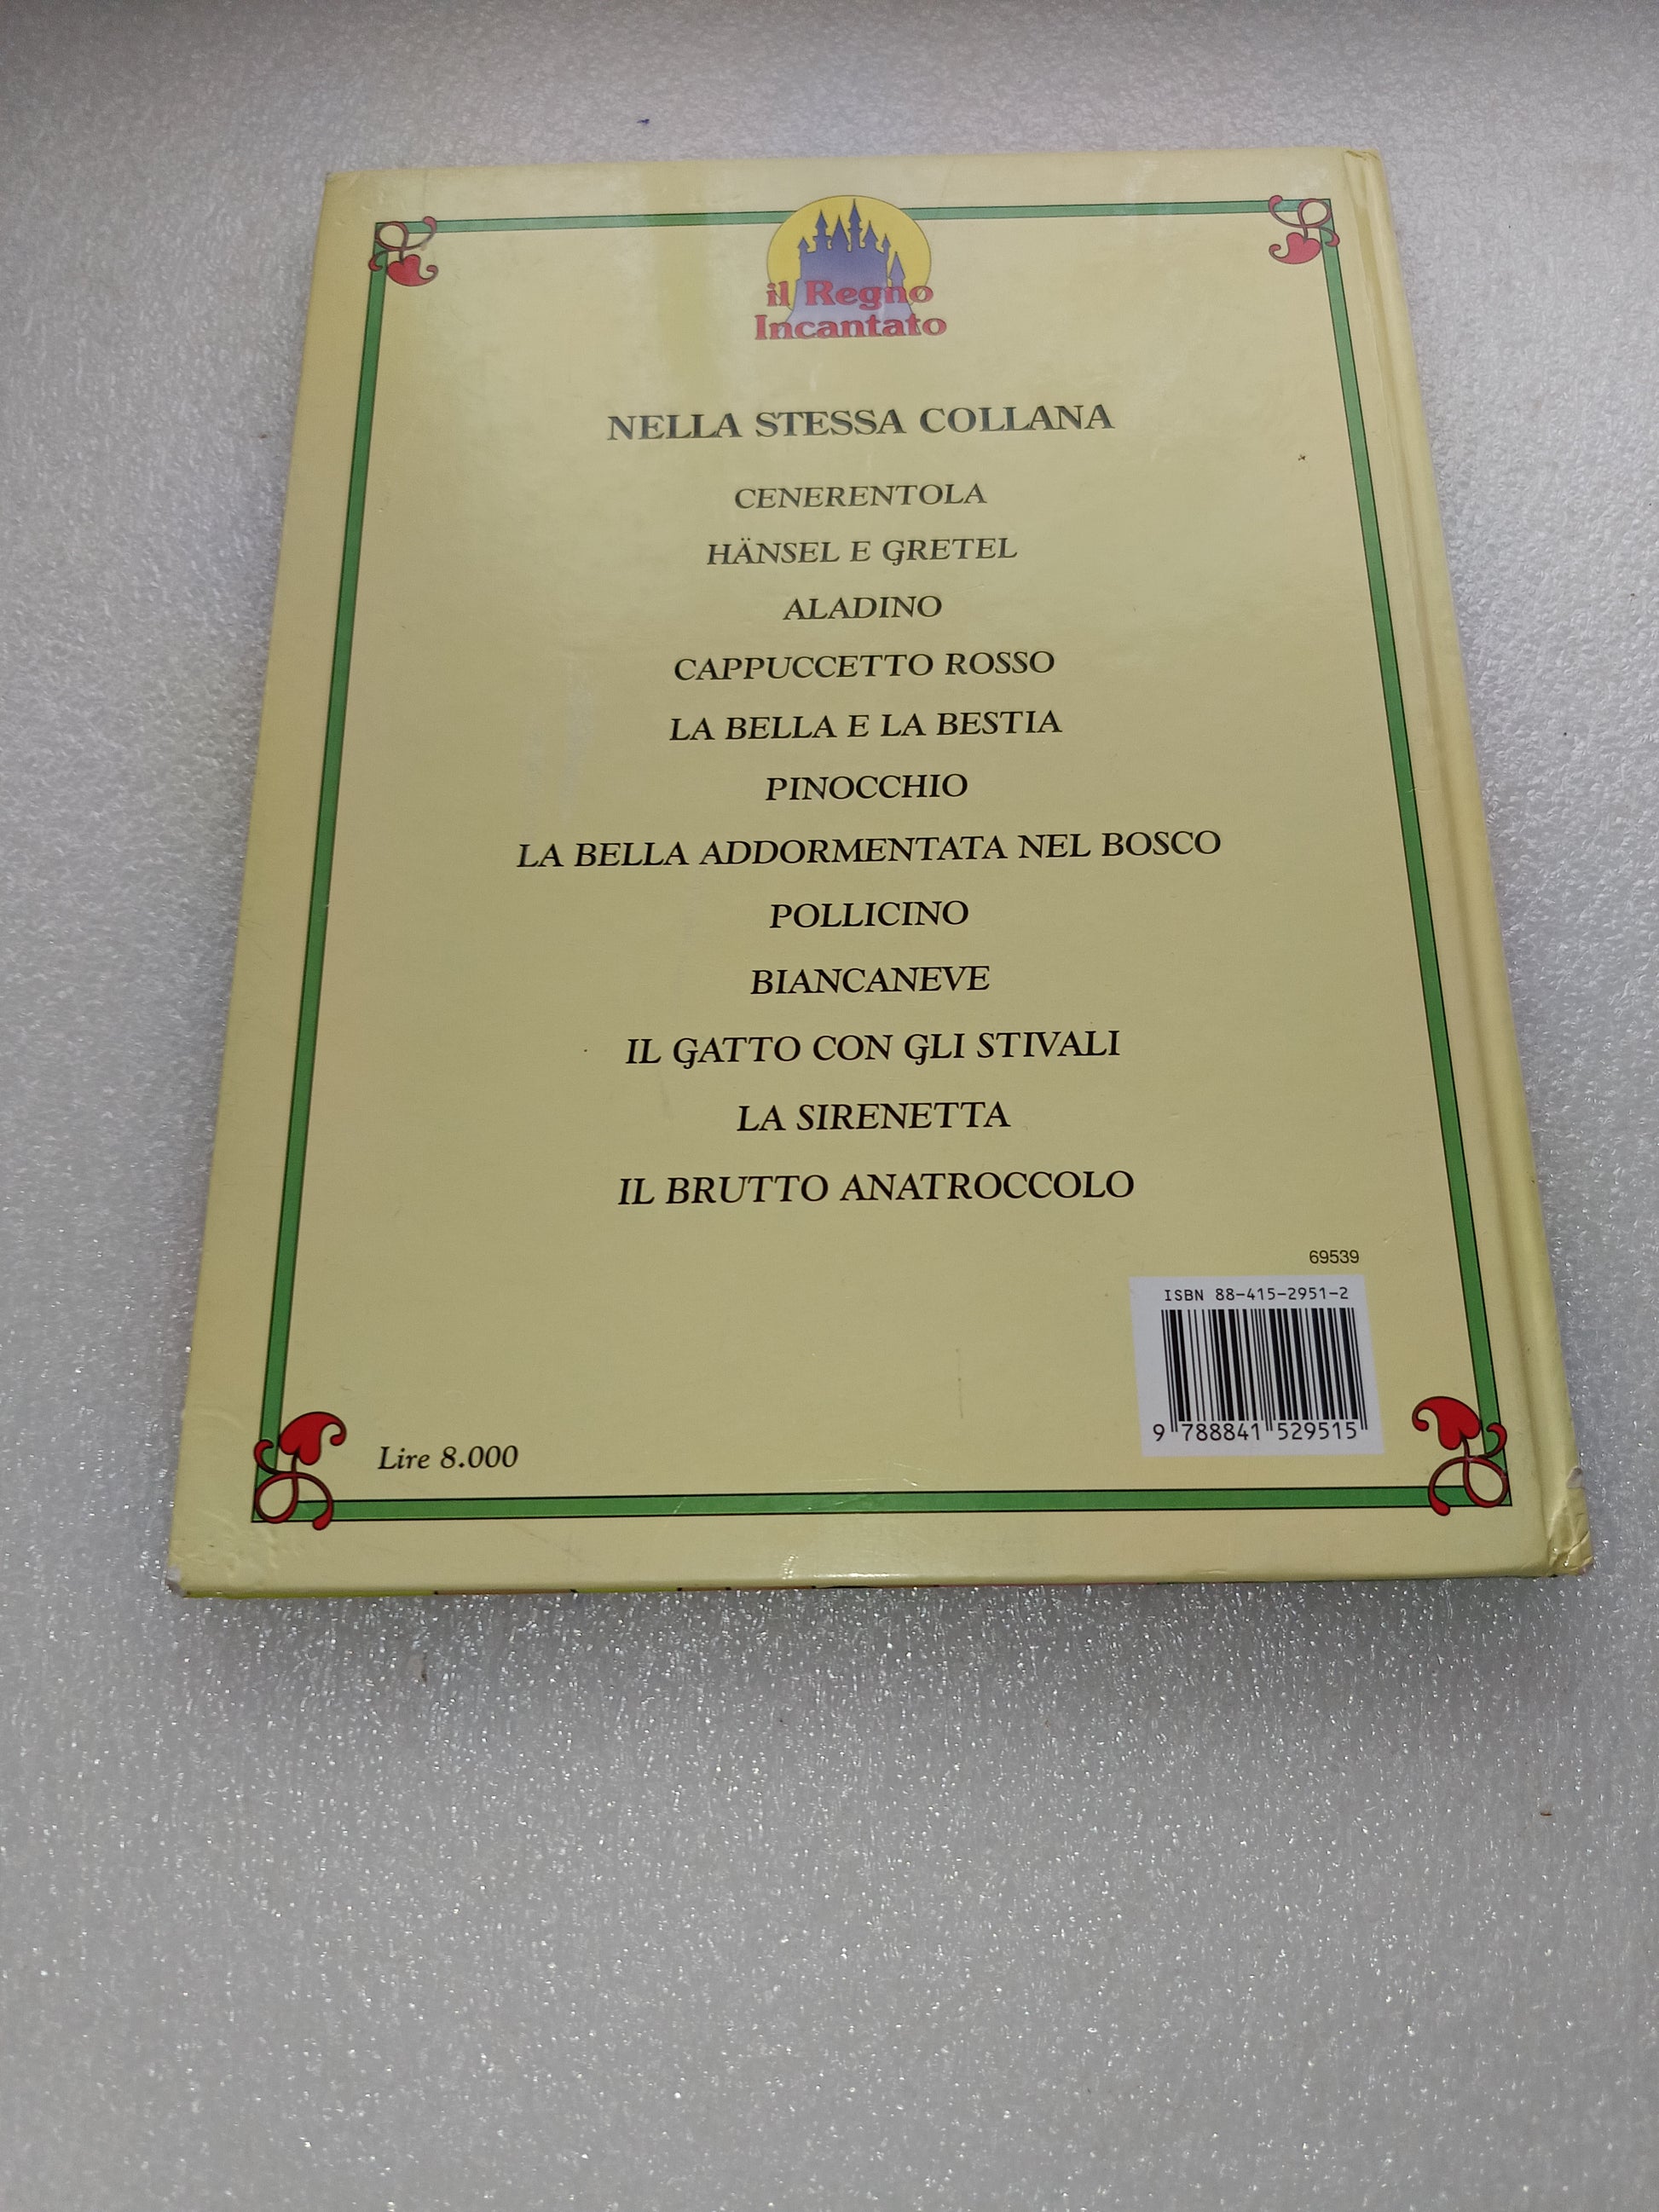 il Regno
Incantato
NELLA STESSA COLLANA
CENERENTOLA
HÄNSEL E GRETEL
ALADINO
CAPPUCCETTO ROSSO
LA BELLA E LA BESTIA
PINOCCHIO
LA BELLA ADDORMENTATA NEL BOSCO
POLLICINO
BIANCANEVE
IL GATTO CON GLI STIVALI
LA SIRENETTA
IL BRUTTO ANATROCCOLO
69539
ISBN 88-415-2951-2
9 788841 529515
Lire 8.000